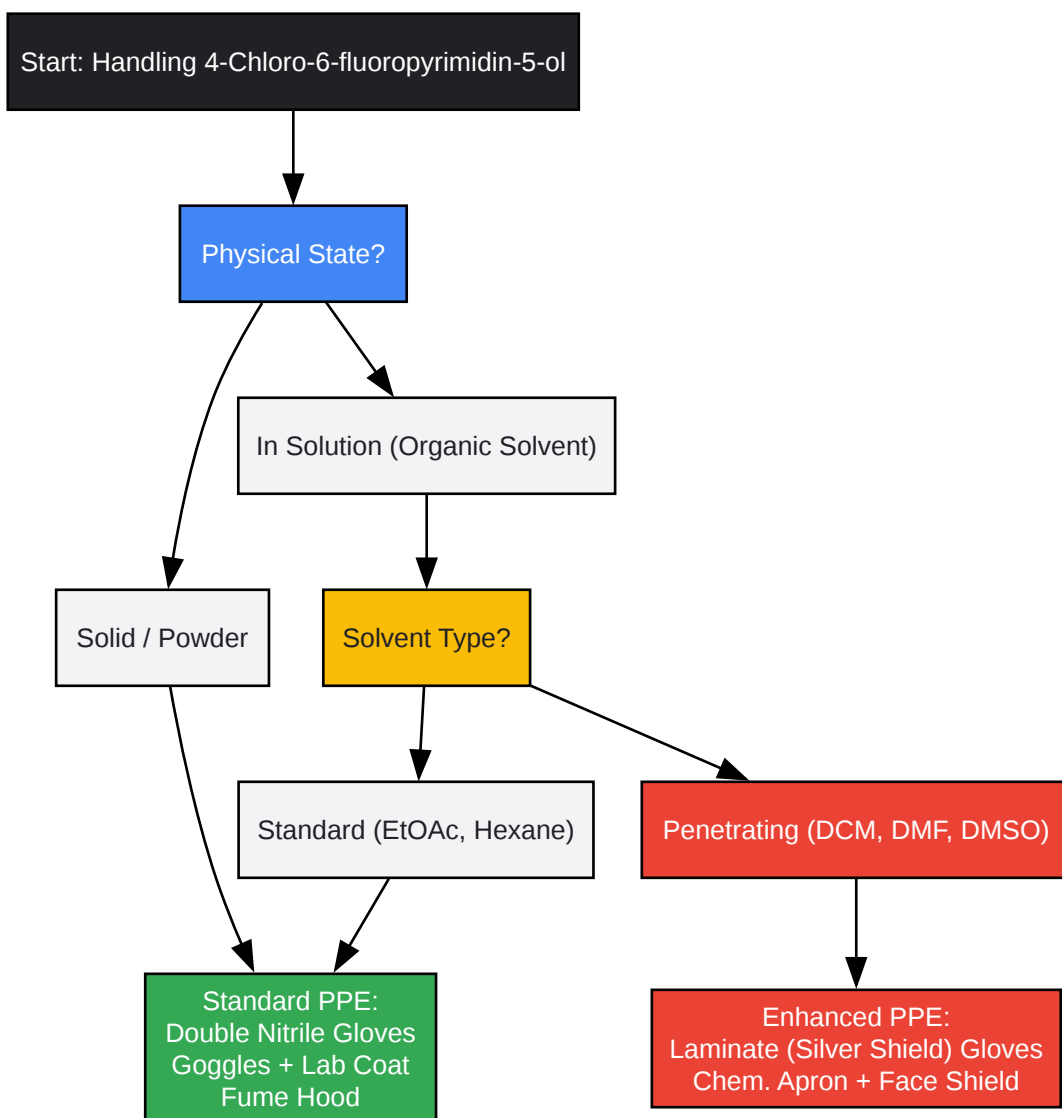 Start: Handling 4-Chloro-6-fluoropyrimidin-5-ol
Physical State?
In Solution (Organic Solvent)
Solid / Powder
Solvent Type?
Standard (EtOAc, Hexane)
Penetrating (DCM, DMF, DMSO)
Standard PPE:
Double Nitrile Gloves
Goggles + Lab Coat
Fume Hood
Enhanced PPE:
Laminate (Silver Shield) Gloves
Chem. Apron + Face Shield